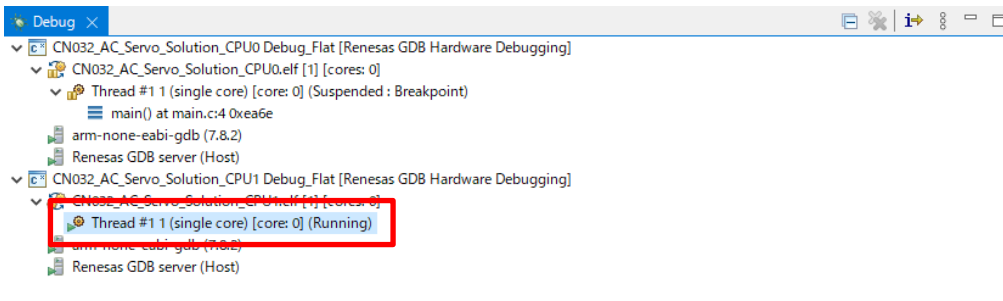 Debug
CN032_AC_Servo_Solution_CPU0 Debug_Flat [Renesas GDB Hardware Debugging]
CN032_AC_Servo_Solution_CPU0.elf [1] [cores: 0]
Thread #1 1 (single core) [core: 0] (Suspended : Breakpoint)
main() at main.c:4 0xea6e
arm-none-eabi-gdb (7.8.2)
Renesas GDB server (Host)
CN032_AC_Servo_Solution_CPU1 Debug_Flat [Renesas GDB Hardware Debugging]
CN032_AC_Servo_Solution_CPU1.elf [1] [cores: 0]
Thread #1 1 (single core) [core: 0] (Running)
arm-none-eabi-gdb (7.8.2)
Renesas GDB server (Host)